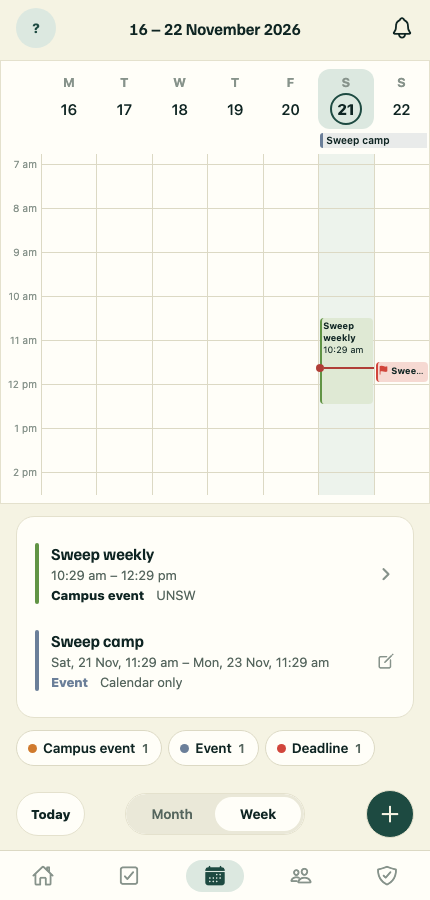 ?
16 – 22 November 2026
M T W T F S S
16 17 18 19 20 21 22
Sweep camp
7 am
8 am
9 am
10 am
Sweep
weekly
10:29 am
11 am
Swee...
12 pm
1 pm
2 pm
Sweep weekly
10:29 am – 12:29 pm
Campus event UNSW
Sweep camp
Sat, 21 Nov, 11:29 am – Mon, 23 Nov, 11:29 am
Event Calendar only
Campus event 1 Event 1 Deadline 1
Today Month Week